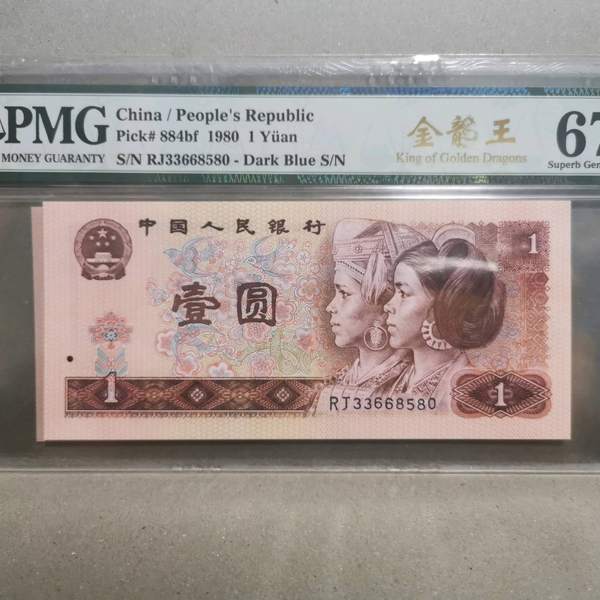 PMG
MONEY GUARANTY
China / People's Republic
Pick# 884bf 1980 1 Yüan
S/N RJ33668580 - Dark Blue S/N
金龍王
King of Golden Dragons
67
Superb Gem
中国人民银行
壹圆
1
1
RJ33668580
1